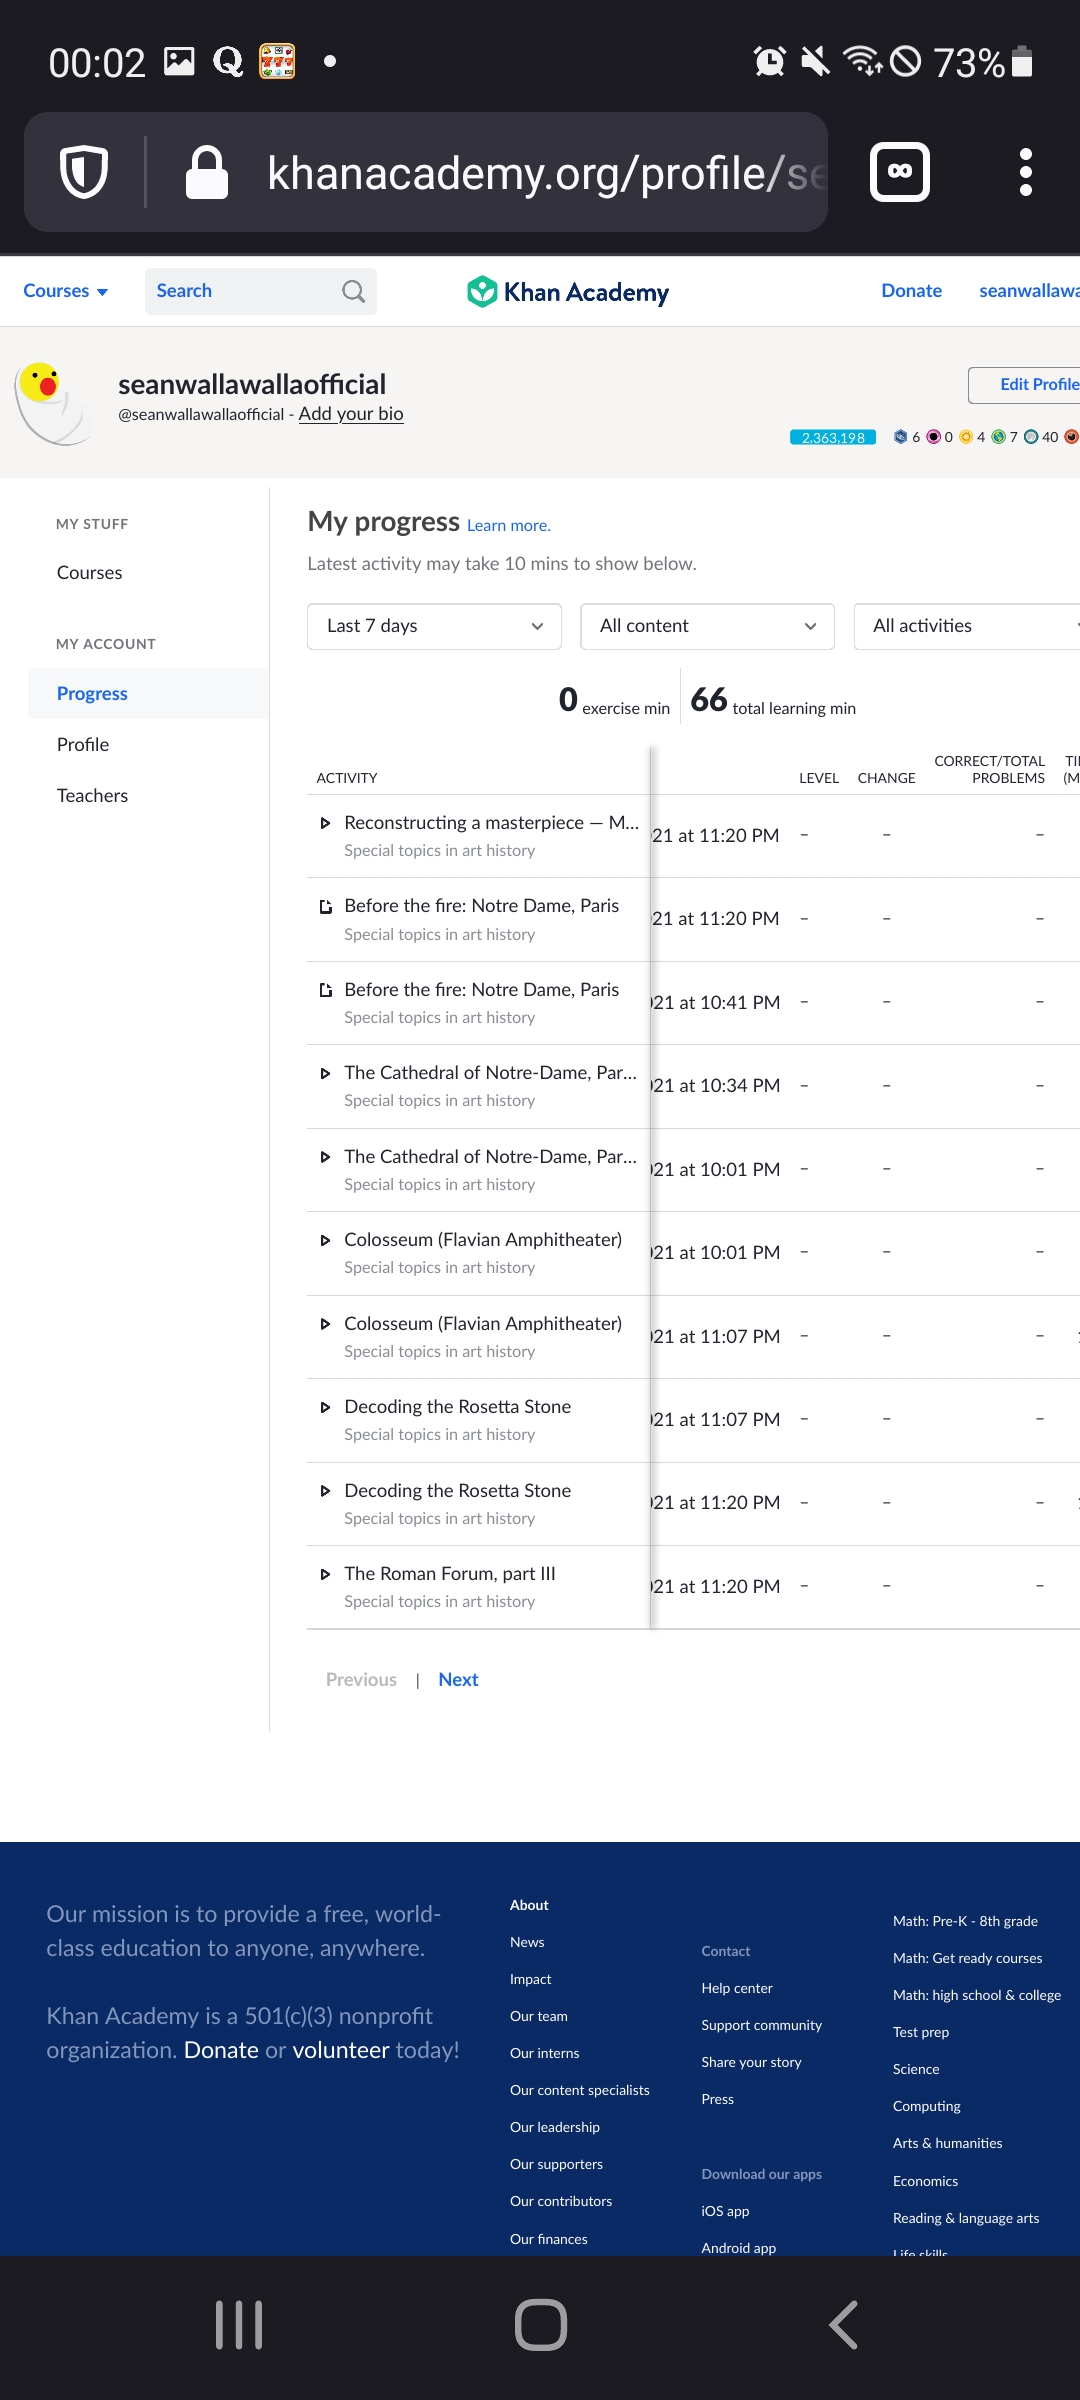 00:02
73%
khanacademy.org/profile/se
Courses
Search
Khan Academy
Donate
seanwallawa
seanwallawallaofficial
@seanwallawallaofficial - Add your bio
Edit Profile
2,363,198
6 0 4 7 40
MY STUFF
Courses
MY ACCOUNT
Progress
Profile
Teachers
My progress Learn more.
Latest activity may take 10 mins to show below.
Last 7 days
All content
All activities
0 exercise min
66 total learning min
ACTIVITY LEVEL CHANGE CORRECT/TOTAL PROBLEMS
Reconstructing a masterpiece — M... 21 at 11:20 PM – – –
Special topics in art history
Before the fire: Notre Dame, Paris 21 at 11:20 PM – – –
Special topics in art history
Before the fire: Notre Dame, Paris 021 at 10:41 PM – – –
Special topics in art history
The Cathedral of Notre-Dame, Par... 021 at 10:34 PM – – –
Special topics in art history
The Cathedral of Notre-Dame, Par... 021 at 10:01 PM – – –
Special topics in art history
Colosseum (Flavian Amphitheater) 021 at 10:01 PM – – –
Special topics in art history
Colosseum (Flavian Amphitheater) 021 at 11:07 PM – – –
Special topics in art history
Decoding the Rosetta Stone 021 at 11:07 PM – – –
Special topics in art history
Decoding the Rosetta Stone 021 at 11:20 PM – – –
Special topics in art history
The Roman Forum, part III 021 at 11:20 PM – – –
Special topics in art history
Previous | Next
Our mission is to provide a free, world-
class education to anyone, anywhere.
Khan Academy is a 501(c)(3) nonprofit
organization. Donate or volunteer today!
About
News
Impact
Our team
Our interns
Our content specialists
Our leadership
Our supporters
Our contributors
Our finances
Contact
Help center
Support community
Share your story
Press
Download our apps
iOS app
Android app
Math: Pre-K - 8th grade
Math: Get ready courses
Math: high school & college
Test prep
Science
Computing
Arts & humanities
Economics
Reading & language arts
Life skills